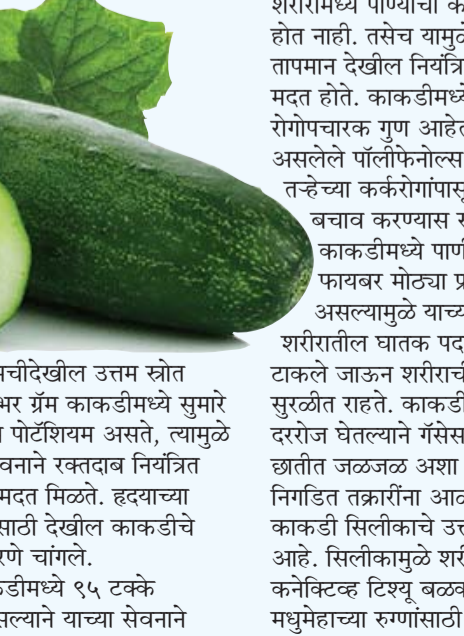 मचीदेखील उत्तम स्रोत
भर ग्रॅम काकडीमध्ये सुमारे
पोटॅशियम असते, त्यामुळे
वनाने रक्तदाब नियंत्रित
मदत मिळते. हृदयाच्या
साठी देखील काकडीचे
रणे चांगले.
डीमध्ये ९५ टक्के
सल्याने याच्या सेवनाने
शरीरामध्ये पाण्याची क
होत नाही. तसेच यामुळे
तापमान देखील नियंत्रि
मदत होते. काकडीमध्ये
रोगोपचारक गुण आहेत
असलेले पॉलीफेनोल्स
तऱ्हेच्या कर्करोगांपासू
बचाव करण्यास
काकडीमध्ये पाणी
फायबर मोठ्या प्र
असल्यामुळे याच्य
शरीरातील घातक पद
टाकले जाऊन शरीराची
सुरळीत राहते. काकडी
दररोज घेतल्याने गॅसेस
छातीत जळजळ अशा
निगडित तक्रारींना आळ
काकडी सिलीकाचे उत्त
आहे. सिलीकामुळे शरी
कनेक्टिव्ह टिश्यू बळक
मधुमेहाच्या रुग्णांसाठी